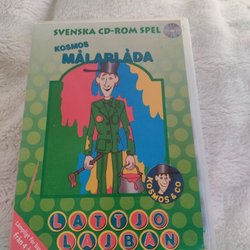 SVENSKA CD-ROM SPEL
KOSMOS
MÅLARLÅDA
KOSMOS & CO
LATTJO
LAJBAN